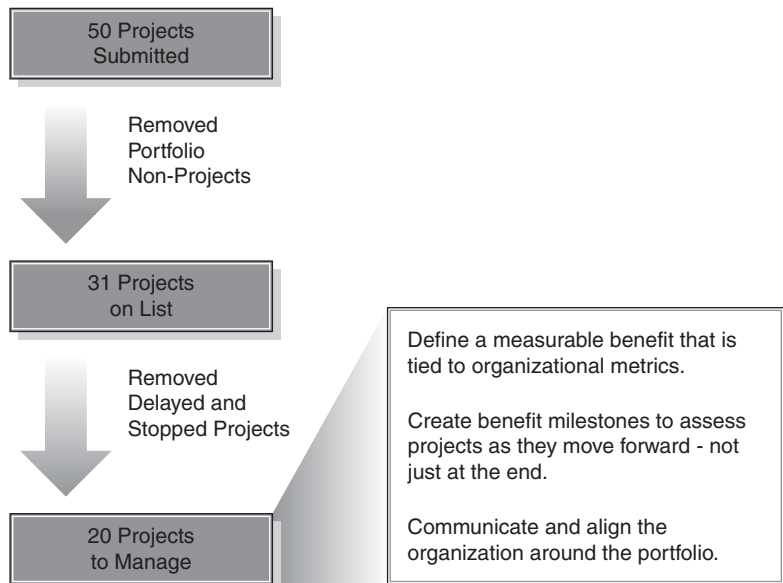 50 Projects
Submitted
Removed
Portfolio
Non-Projects
31 Projects
on List
Removed
Delayed and
Stopped Projects
20 Projects
to Manage
Define a measurable benefit that is
tied to organizational metrics.
Create benefit milestones to assess
projects as they move forward - not
just at the end.
Communicate and align the
organization around the portfolio.